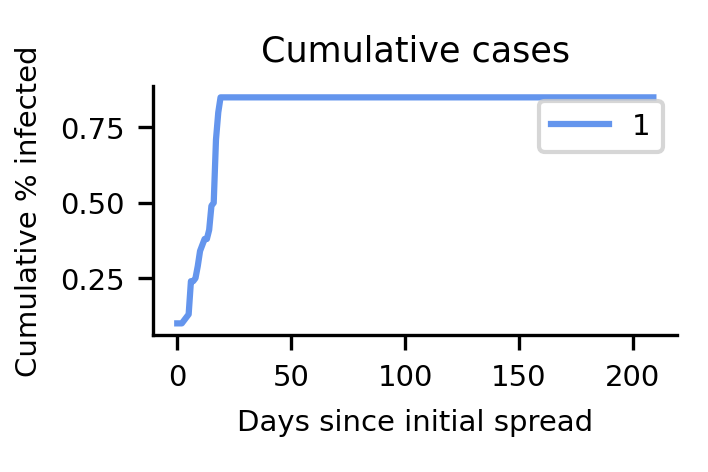 Cumulative cases
Cumulative % infected
0.75
0.50
0.25
1
0 50 100 150 200
Days since initial spread